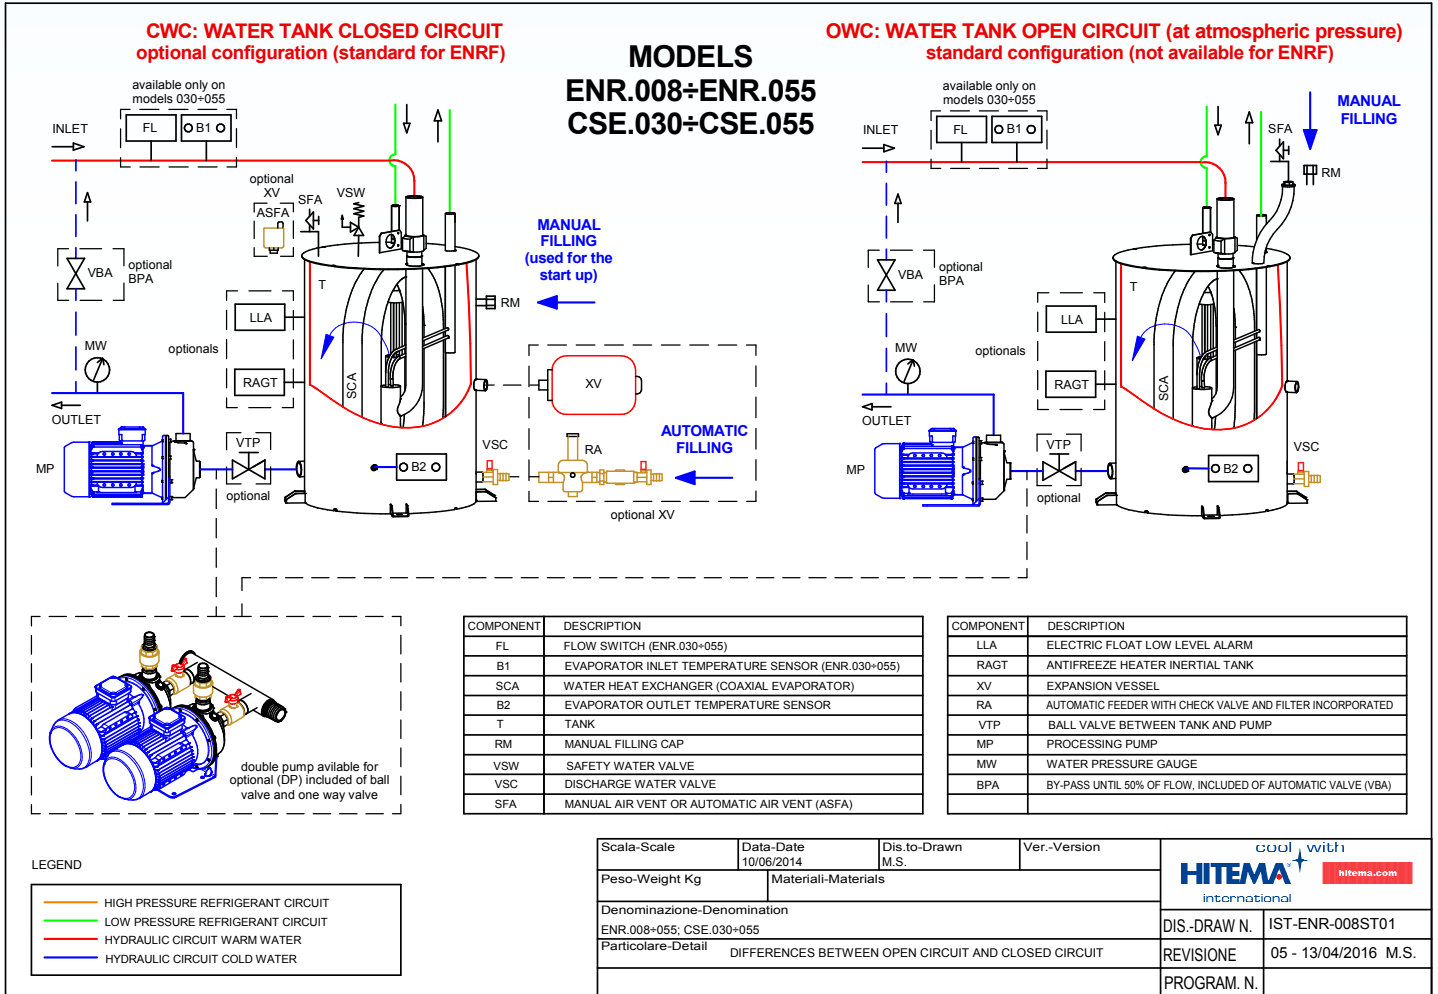 CWC: WATER TANK CLOSED CIRCUIT
optional configuration (standard for ENRF)
MODELS
ENR.008÷ENR.055
CSE.030÷CSE.055
OWC: WATER TANK OPEN CIRCUIT (at atmospheric pressure)
standard configuration (not available for ENRF)
available only on
models 030÷055
INLET
FL
B1
optional
XV
ASFA
SFA
VSW
MANUAL
FILLING
(used for the
start up)
VBA
optional
BPA
T
RM
LLA
optionals
RAGT
MW
SCA
OUTLET
XV
AUTOMATIC
FILLING
VTP
VSC
RA
MP
B2
optional
optional XV
available only on
models 030÷055
MANUAL
FILLING
INLET
FL
B1
SFA
RM
VBA
optional
BPA
T
LLA
optionals
RAGT
MW
SCA
OUTLET
VTP
VSC
MP
B2
optional
double pump avilable for
optional (DP) included of ball
valve and one way valve
COMPONENT DESCRIPTION
FL FLOW SWITCH (ENR.030÷055)
B1 EVAPORATOR INLET TEMPERATURE SENSOR (ENR.030÷055)
SCA WATER HEAT EXCHANGER (COAXIAL EVAPORATOR)
B2 EVAPORATOR OUTLET TEMPERATURE SENSOR
T TANK
RM MANUAL FILLING CAP
VSW SAFETY WATER VALVE
VSC DISCHARGE WATER VALVE
SFA MANUAL AIR VENT OR AUTOMATIC AIR VENT (ASFA)
COMPONENT DESCRIPTION
LLA ELECTRIC FLOAT LOW LEVEL ALARM
RAGT ANTIFREEZE HEATER INERTIAL TANK
XV EXPANSION VESSEL
RA AUTOMATIC FEEDER WITH CHECK VALVE AND FILTER INCORPORATED
VTP BALL VALVE BETWEEN TANK AND PUMP
MP PROCESSING PUMP
MW WATER PRESSURE GAUGE
BPA BY-PASS UNTIL 50% OF FLOW, INCLUDED OF AUTOMATIC VALVE (VBA)
LEGEND
HIGH PRESSURE REFRIGERANT CIRCUIT
LOW PRESSURE REFRIGERANT CIRCUIT
HYDRAULIC CIRCUIT WARM WATER
HYDRAULIC CIRCUIT COLD WATER
Scala-Scale
Data-Date
10/06/2014
Dis.to-Drawn
M.S.
Ver.-Version
Peso-Weight Kg
Materiali-Materials
Denominazione-Denomination
ENR.008÷055; CSE.030÷055
Particolare-Detail DIFFERENCES BETWEEN OPEN CIRCUIT AND CLOSED CIRCUIT
cool with
HITEMA
international
hitema.com
DIS.-DRAW N. IST-ENR-008ST01
REVISIONE 05 - 13/04/2016 M.S.
PROGRAM. N.